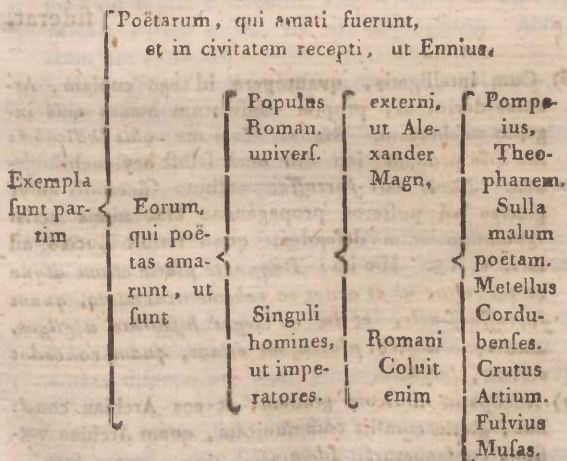 Poëtarum, qui amati fuerunt,
et in civitatem recepti, ut Ennius.
Exempla
sunt par-
tim
Eorum,
qui poë-
tas ama-
runt, ut
sunt
Populus
Roman.
univers.
Singuli
homines,
ut impe-
ratores.
externi,
ut Ale-
xander
Magn.
Romani
Coluit
enim
Pompe-
ius,
Theo-
phanem.
Sulla
malum
poëtam.
Metellus
Cordu-
benses.
Crutus
Attium.
Fulvius
Musas.